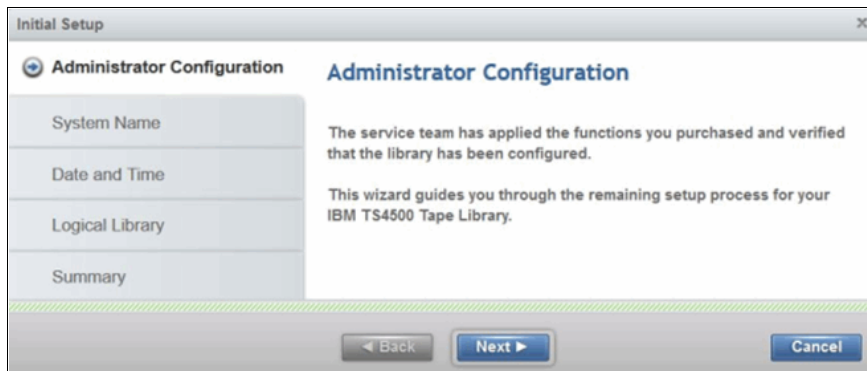 Initial Setup
x
Administrator Configuration
System Name
Date and Time
Logical Library
Summary
Administrator Configuration
The service team has applied the functions you purchased and verified
that the library has been configured.
This wizard guides you through the remaining setup process for your
IBM TS4500 Tape Library.
◄ Back
Next ►
Cancel